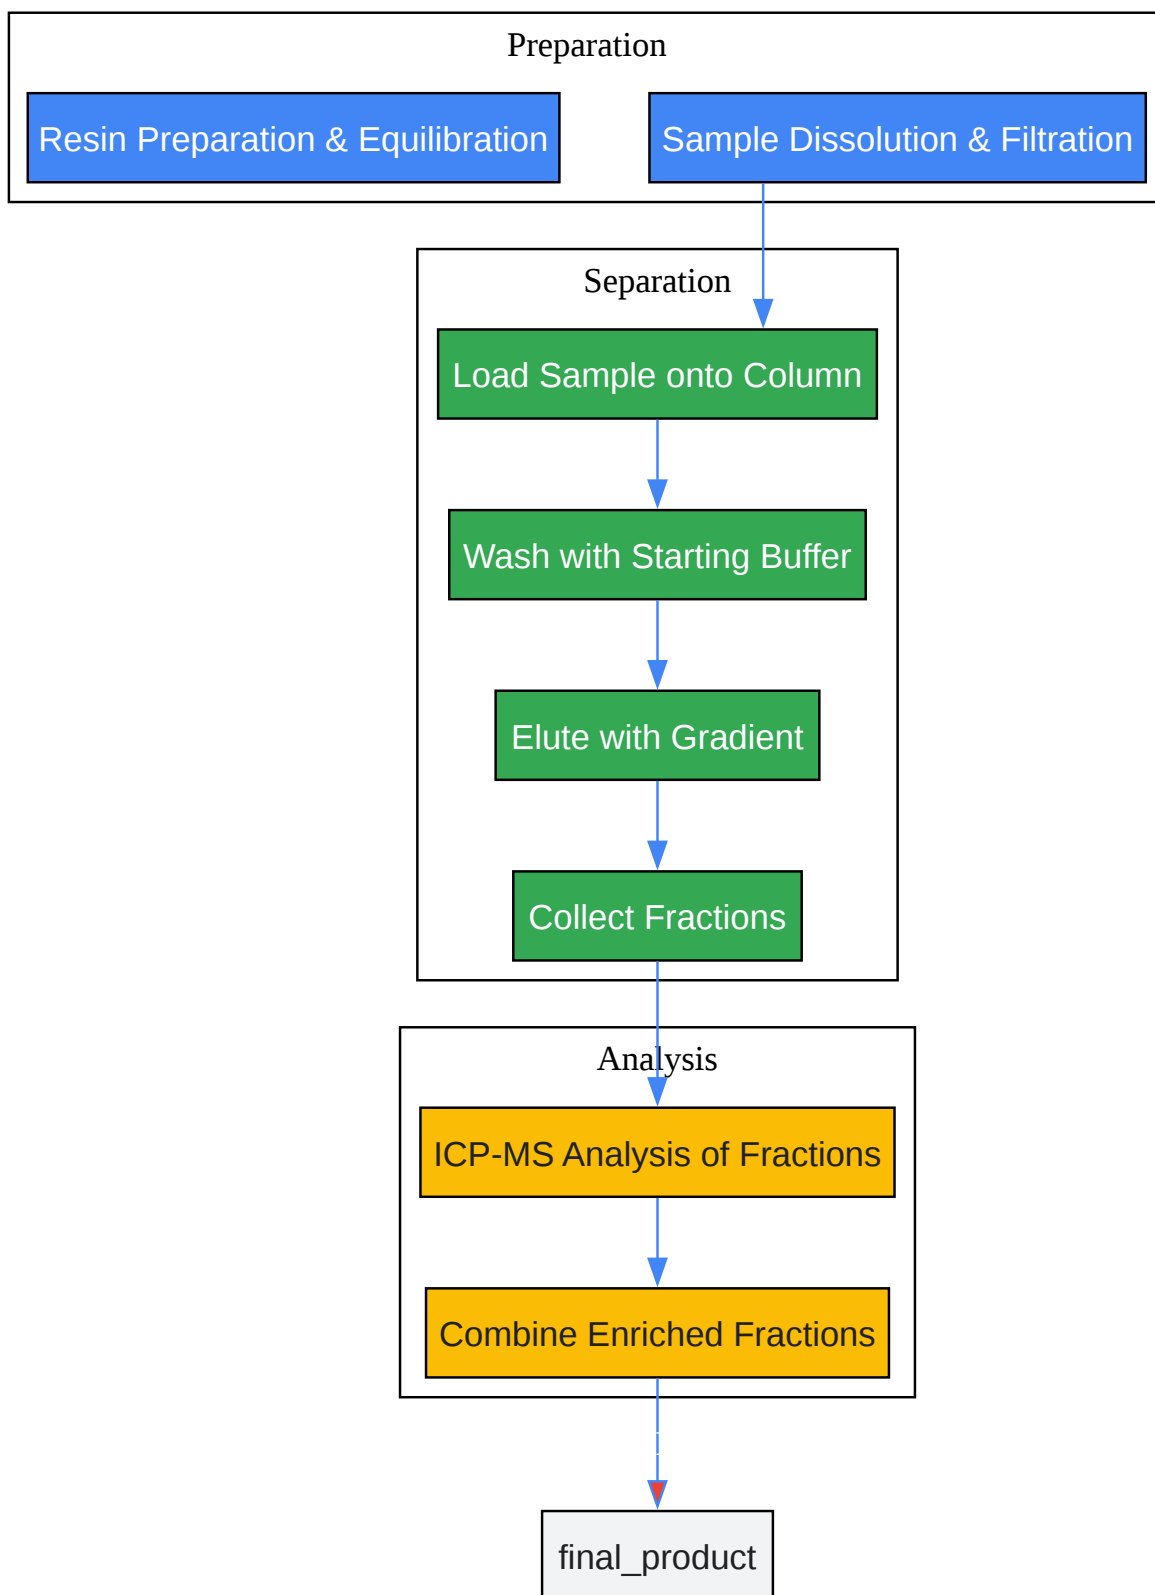 Preparation
Resin Preparation & Equilibration
Sample Dissolution & Filtration
Separation
Load Sample onto Column
Wash with Starting Buffer
Elute with Gradient
Collect Fractions
Analysis
ICP-MS Analysis of Fractions
Combine Enriched Fractions
final_product